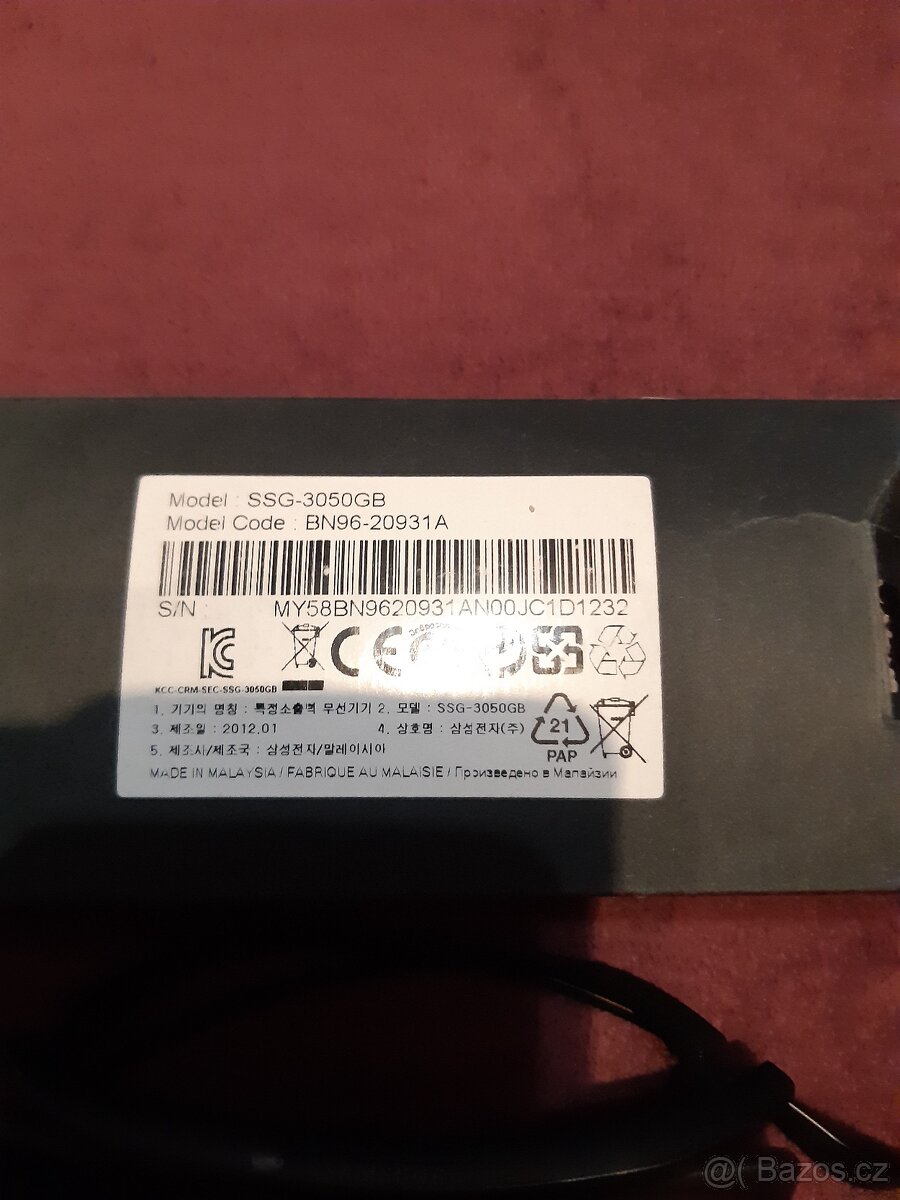 Model : SSG-3050GB
Model Code : BN96-20931A
S/N : MY58BN9620931AN00JC1D1232
KCC-CRM-SEC-SSG-3050GB
1. 기기의 명칭 : 특정소출력 무선기기 2. 모델 : SSG-3050GB
3. 제조일 : 2012.01 4. 상호명 : 삼성전자(주)
5. 제조사/제조국 : 삼성전자/말레이시아
21
PAP
MADE IN MALAYSIA / FABRIQUE AU MALAISIE / Произведено в Малайзии
@( Bazos.cz